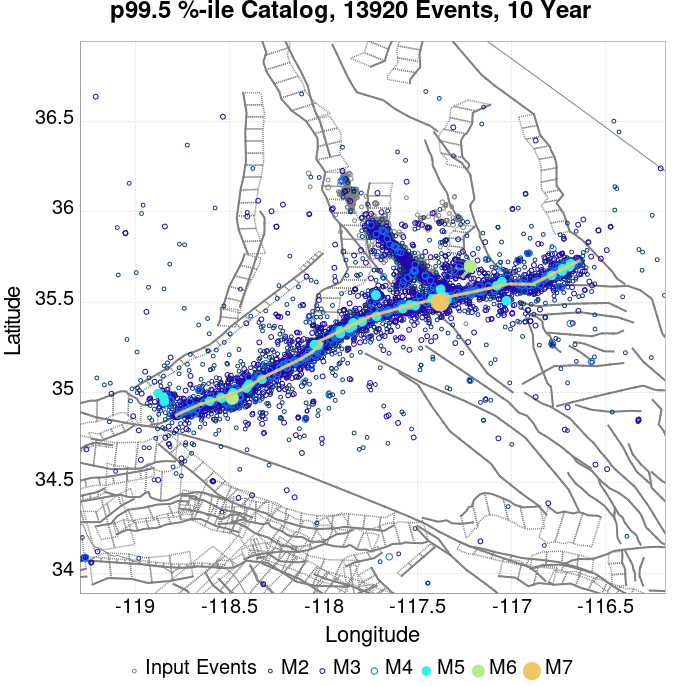 p99.5 %-ile Catalog, 13920 Events, 10 Year
Latitude
36.5
36
35.5
35
34.5
34
-119 -118.5 -118 -117.5 -117 -116.5
Longitude
Input Events M2 M3 M4 M5 M6 M7